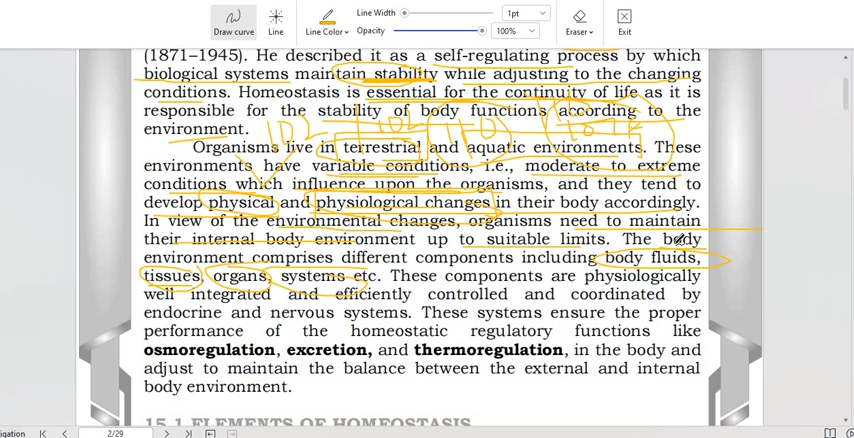 Draw curve
Line
Line Color
Line Width
1pt
Opacity
100%
Eraser
Exit
(1871–1945). He described it as a self-regulating process by which
biological systems maintain stability while adjusting to the changing
conditions. Homeostasis is essential for the continuity of life as it is
responsible for the stability of body functions according to the
environment.
Organisms live in terrestrial and aquatic environments. These
environments have variable conditions, i.e., moderate to extreme
conditions which influence upon the organisms, and they tend to
develop physical and physiological changes in their body accordingly.
In view of the environmental changes, organisms need to maintain
their internal body environment up to suitable limits. The body
environment comprises different components including body fluids,
tissues, organs, systems etc. These components are physiologically
well integrated and efficiently controlled and coordinated by
endocrine and nervous systems. These systems ensure the proper
performance of the homeostatic regulatory functions like
osmoregulation, excretion, and thermoregulation, in the body and
adjust to maintain the balance between the external and internal
body environment.
15.1 ELEMENTS OF HOMEOSTASIS
igation
2/29